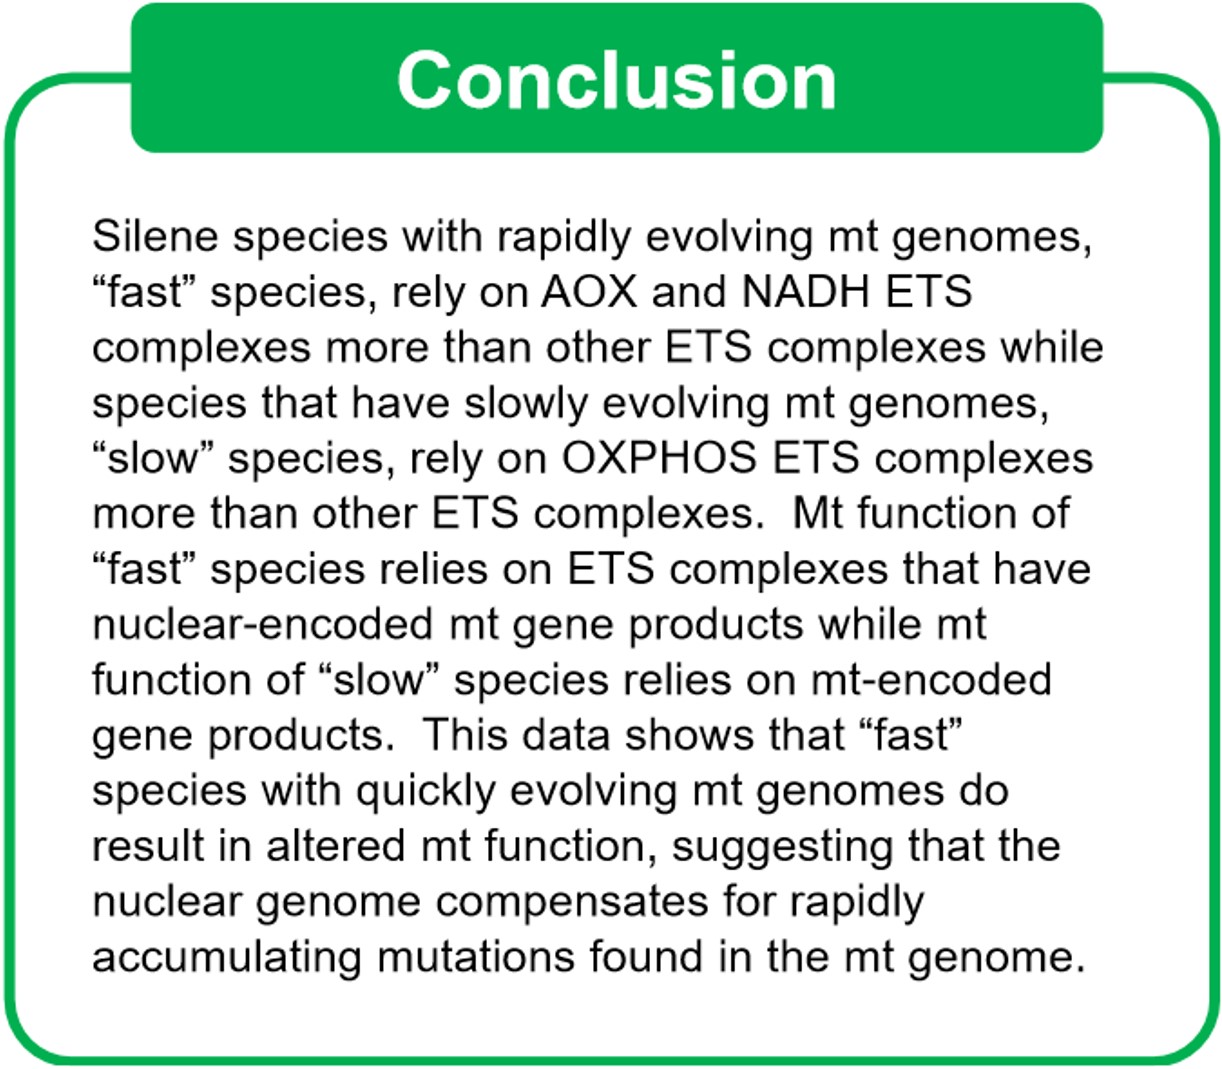 Conclusion
Silene species with rapidly evolving mt genomes,
“fast” species, rely on AOX and NADH ETS
complexes more than other ETS complexes while
species that have slowly evolving mt genomes,
“slow” species, rely on OXPHOS ETS complexes
more than other ETS complexes.  Mt function of
“fast” species relies on ETS complexes that have
nuclear-encoded mt gene products while mt
function of “slow” species relies on mt-encoded
gene products.  This data shows that “fast”
species with quickly evolving mt genomes do
result in altered mt function, suggesting that the
nuclear genome compensates for rapidly
accumulating mutations found in the mt genome.